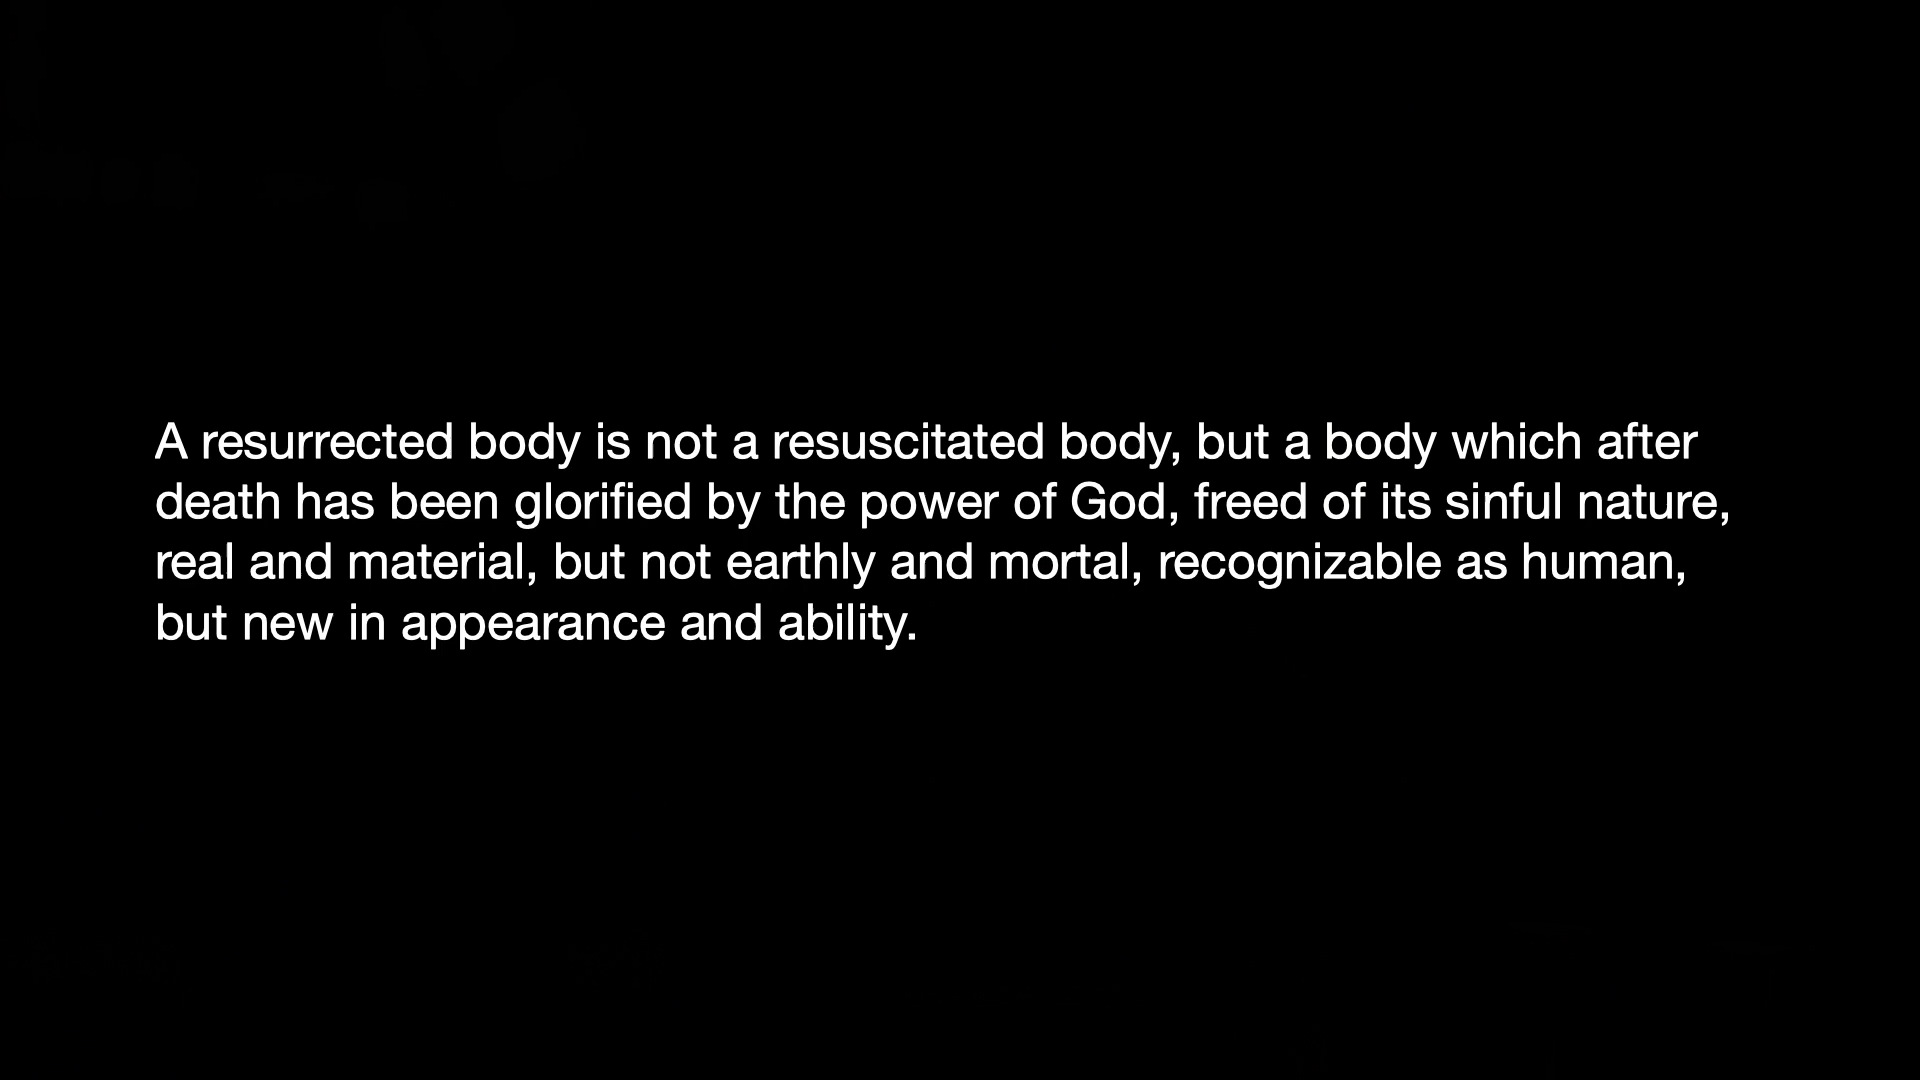 A resurrected body is not a resuscitated body, but a body which after
death has been glorified by the power of God, freed of its sinful nature,
real and material, but not earthly and mortal, recognizable as human,
but new in appearance and ability.